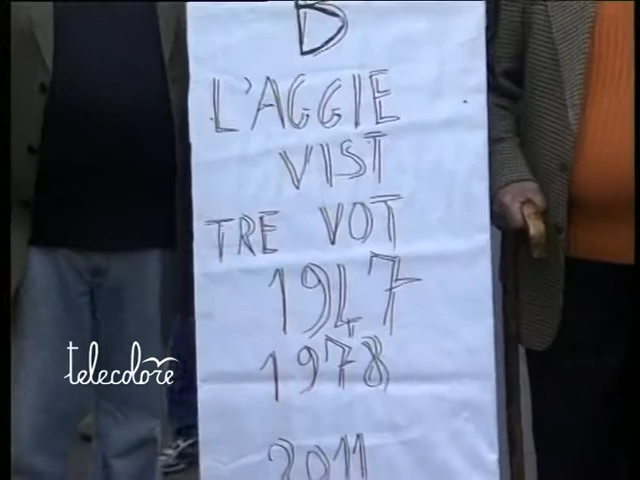 B
L'AGGIE
VIST
TRE VOT
1947
1978
2011
telecolore